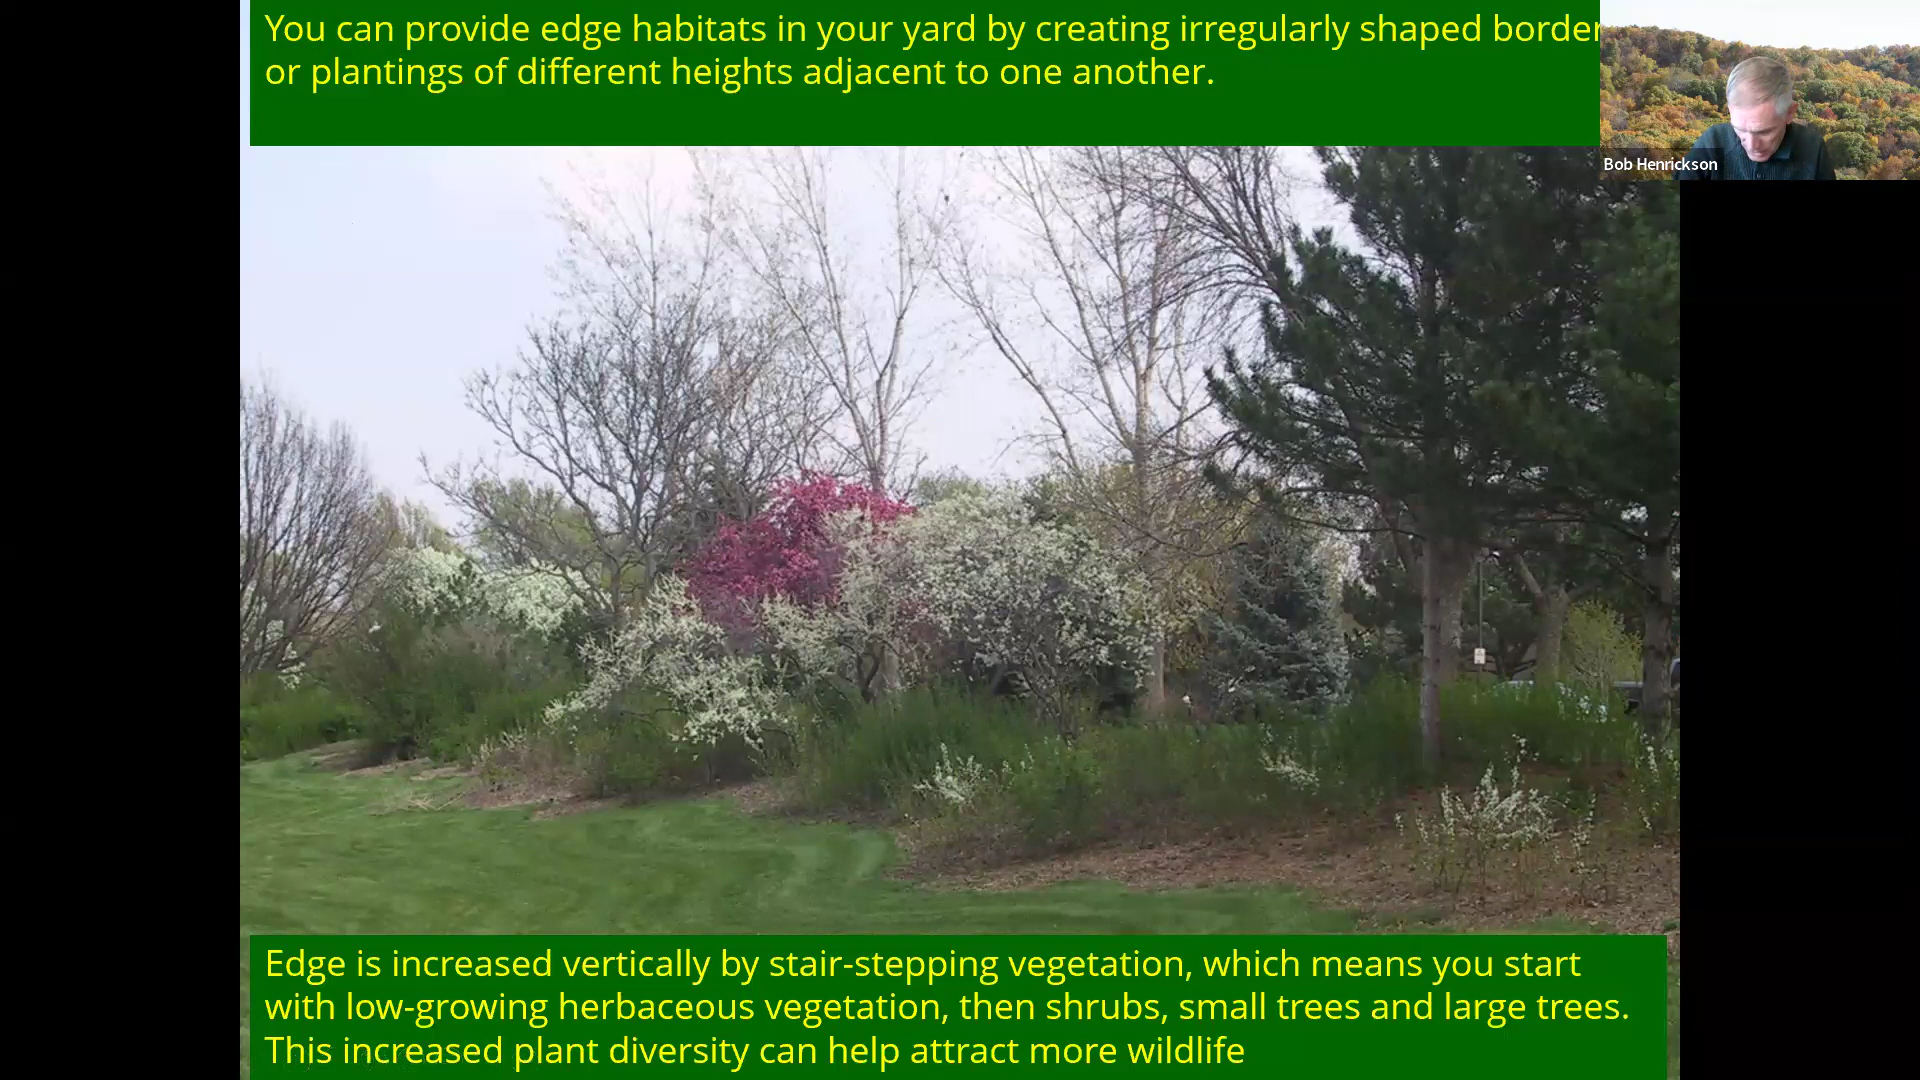 You can provide edge habitats in your yard by creating irregularly shaped border
or plantings of different heights adjacent to one another.
Bob Henrickson
Edge is increased vertically by stair-stepping vegetation, which means you start
with low-growing herbaceous vegetation, then shrubs, small trees and large trees.
This increased plant diversity can help attract more wildlife